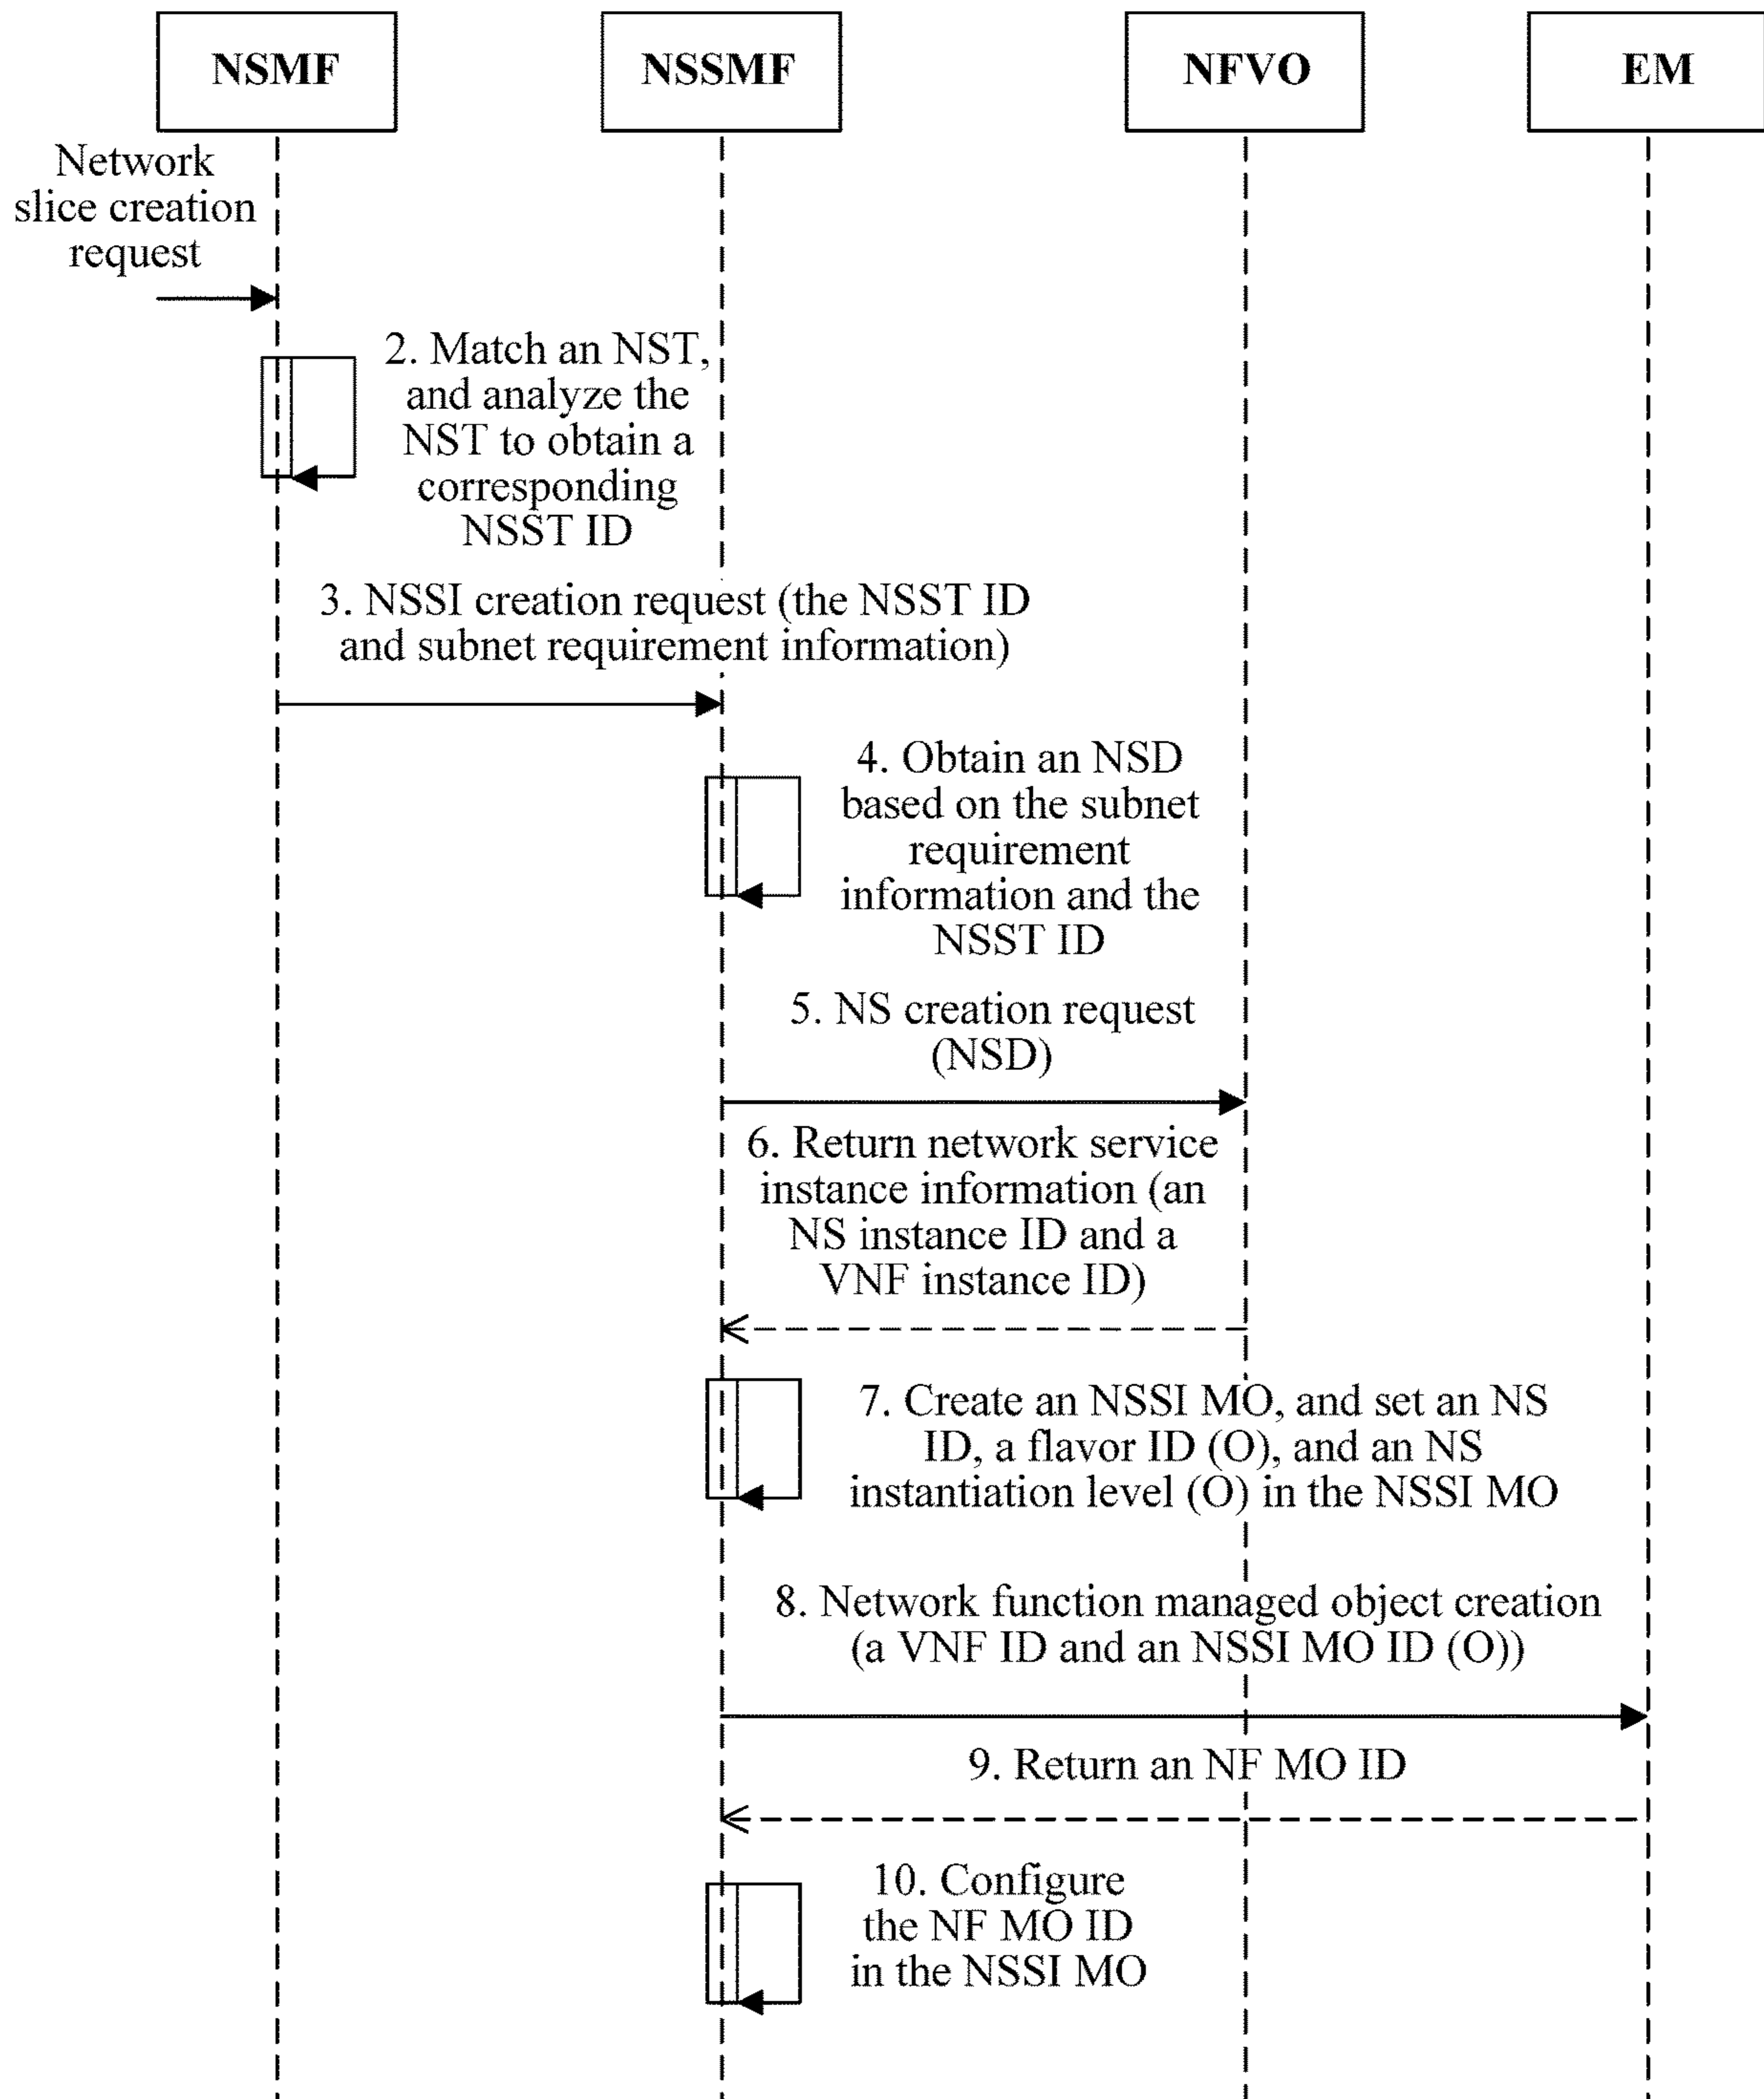 NSMF
NSSMF
NFVO
EM
Network
slice creation
request
2. Match an NST,
and analyze the
NST to obtain a
corresponding
NSST ID
3. NSSI creation request (the NSST ID
and subnet requirement information)
4. Obtain an NSD
based on the subnet
requirement
information and the
NSST ID
5. NS creation request
(NSD)
6. Return network service
instance information (an
NS instance ID and a
VNF instance ID)
7. Create an NSSI MO, and set an NS
ID, a flavor ID (O), and an NS
instantiation level (O) in the NSSI MO
8. Network function managed object creation
(a VNF ID and an NSSI MO ID (O))
9. Return an NF MO ID
10. Configure
the NF MO ID
in the NSSI MO